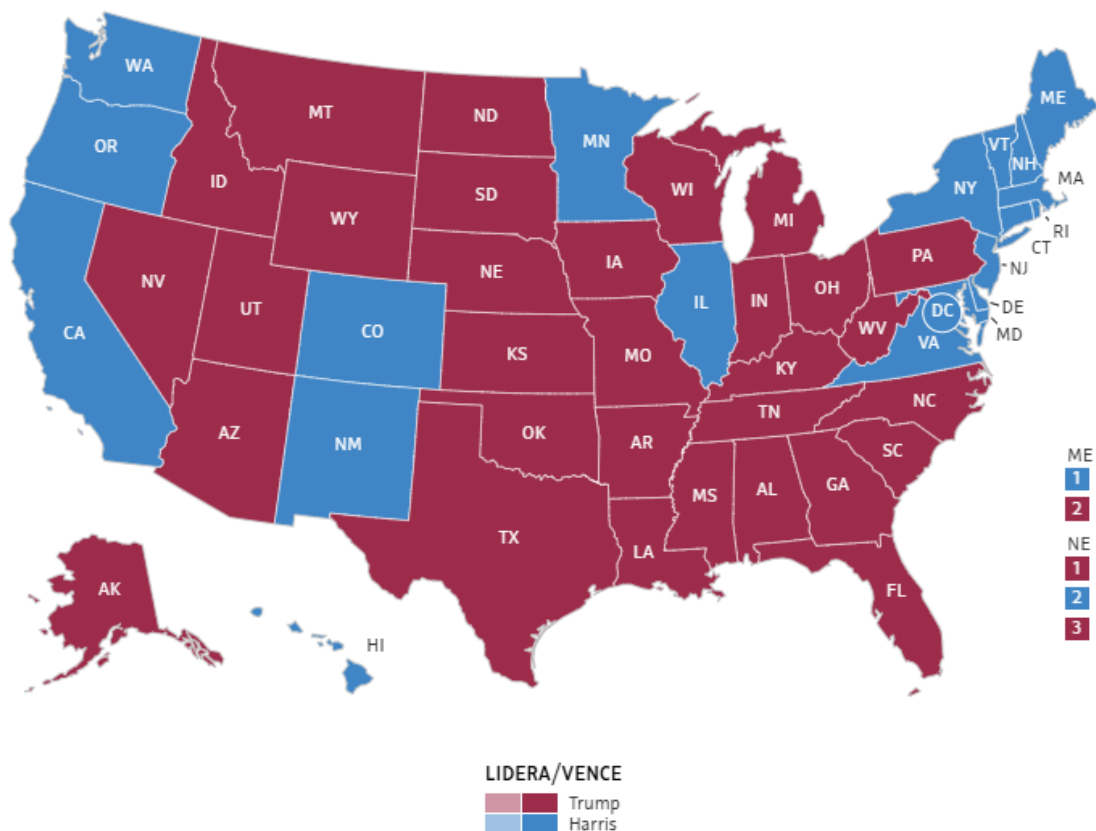 WA
ME
MT
ND
VT
MN
OR
NH
ID
MA
WI
NY
SD
WY
MI
RI
CT
PA
IA
NJ
NE
NV
OH
IL
IN
UT
DE
DC
CO
WV
CA
MD
VA
KS
MO
KY
NC
TN
AZ
OK
AR
NM
SC
ME
1
MS
AL
GA
2
TX
NE
LA
1
AK
FL
2
3
HI
LIDERA/VENCE
Trump
Harris